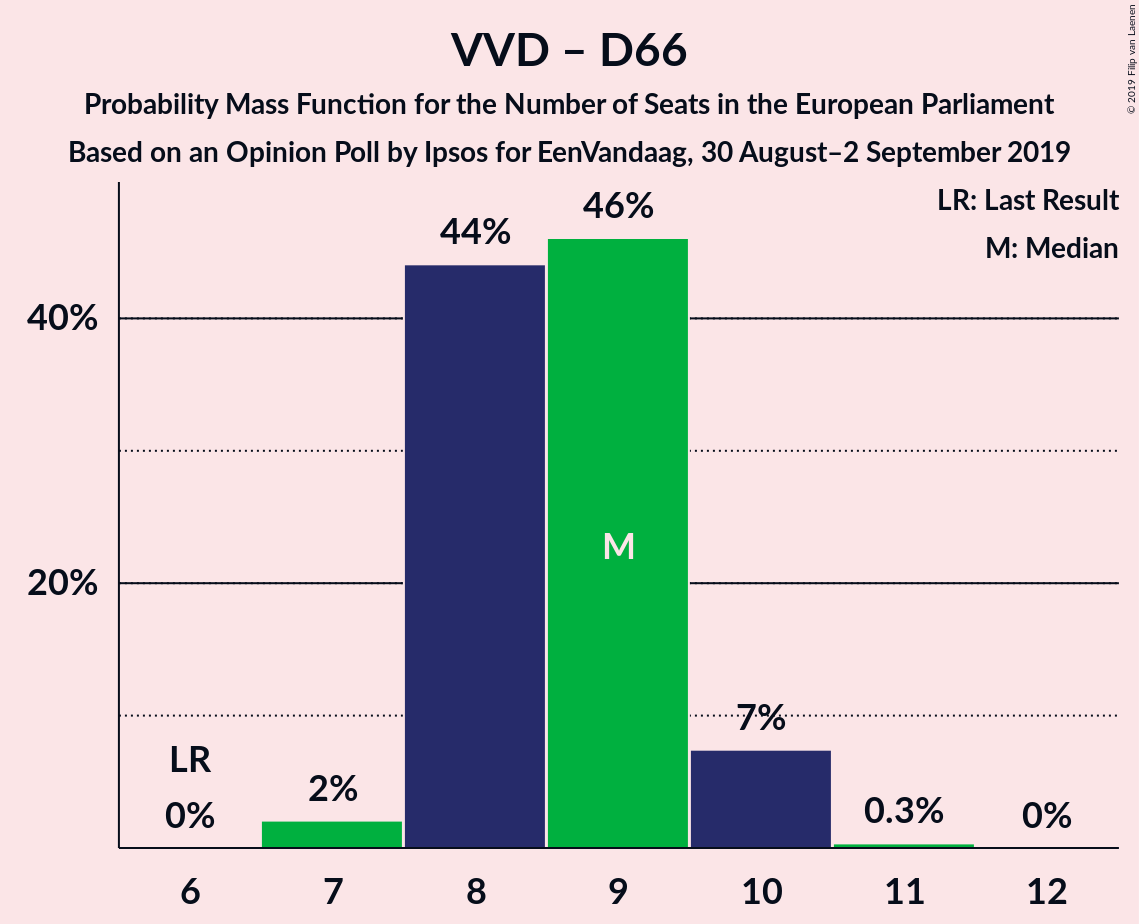 VVD – D66
Probability Mass Function for the Number of Seats in the European Parliament
Based on an Opinion Poll by Ipsos for EenVandaag, 30 August–2 September 2019
© 2019 Filip van Laenen
LR: Last Result
M: Median
46%
44%
40%
M
20%
7%
LR
2%
0.3%
0%
0%
6 7 8 9 10 11 12